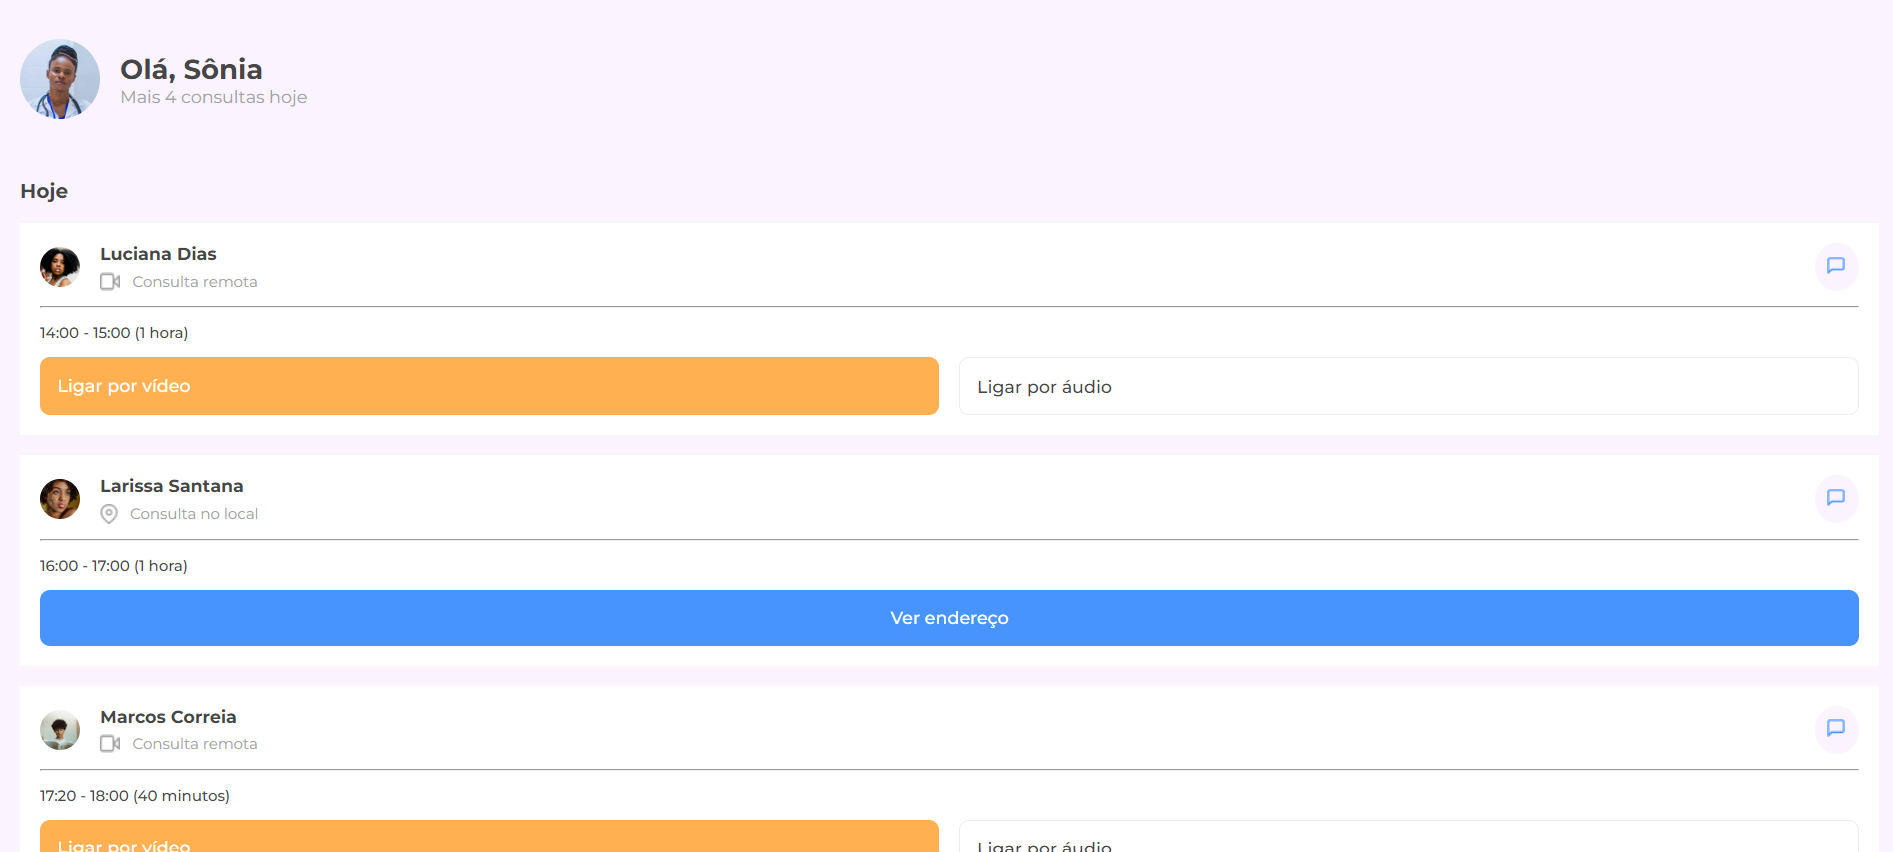 Olá, Sônia
Mais 4 consultas hoje
Hoje
Luciana Dias
Consulta remota
14:00 - 15:00 (1 hora)
Ligar por vídeo
Ligar por áudio
Larissa Santana
Consulta no local
16:00 - 17:00 (1 hora)
Ver endereço
Marcos Correia
Consulta remota
17:20 - 18:00 (40 minutos)
Ligar por vídeo
Ligar por áudio